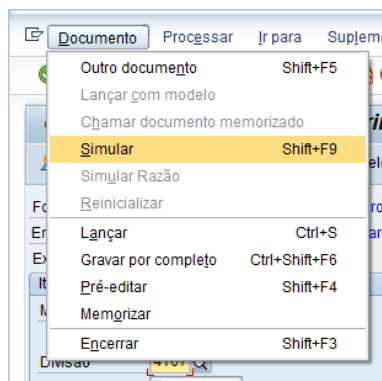 Documento Processar Ir para Suplem
Outro documento Shift+F5
Lançar com modelo
Chamar documento memorizado
Simular Shift+F9
Simular Razão
Reinicializar
Lançar Ctrl+S
Gravar por completo Ctrl+Shift+F6
Pré-editar Shift+F4
Memorizar
Encerrar Shift+F3
Divisão 4107